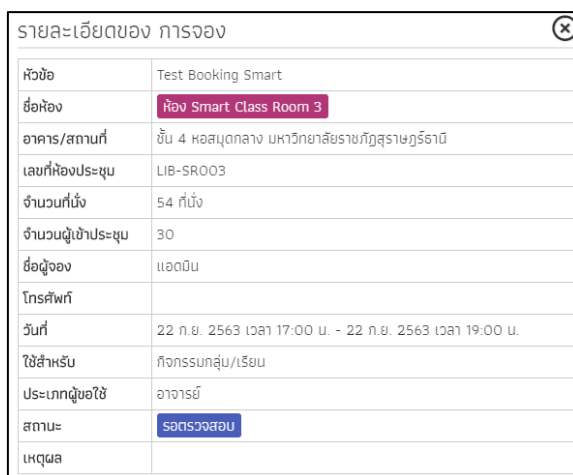 รายละเอียดของ การจอง
หัวข้อ Test Booking Smart
ชื่อห้อง ห้อง Smart Class Room 3
อาคาร/สถานที่ ชั้น 4 หอสมุดกลาง มหาวิทยาลัยราชภัฏสุราษฎร์ธานี
เลขที่ห้องประชุม LIB-SR003
จำนวนที่นั่ง 54 ที่นั่ง
จำนวนผู้เข้าประชุม 30
ชื่อผู้จอง แอดมิน
โทรศัพท์
วันที่ 22 ก.ย. 2563 เวลา 17:00 น. - 22 ก.ย. 2563 เวลา 19:00 น.
ใช้สำหรับ กิจกรรมกลุ่ม/เรียน
ประเภทผู้ขอใช้ อาจารย์
สถานะ รอตรวจสอบ
เหตุผล